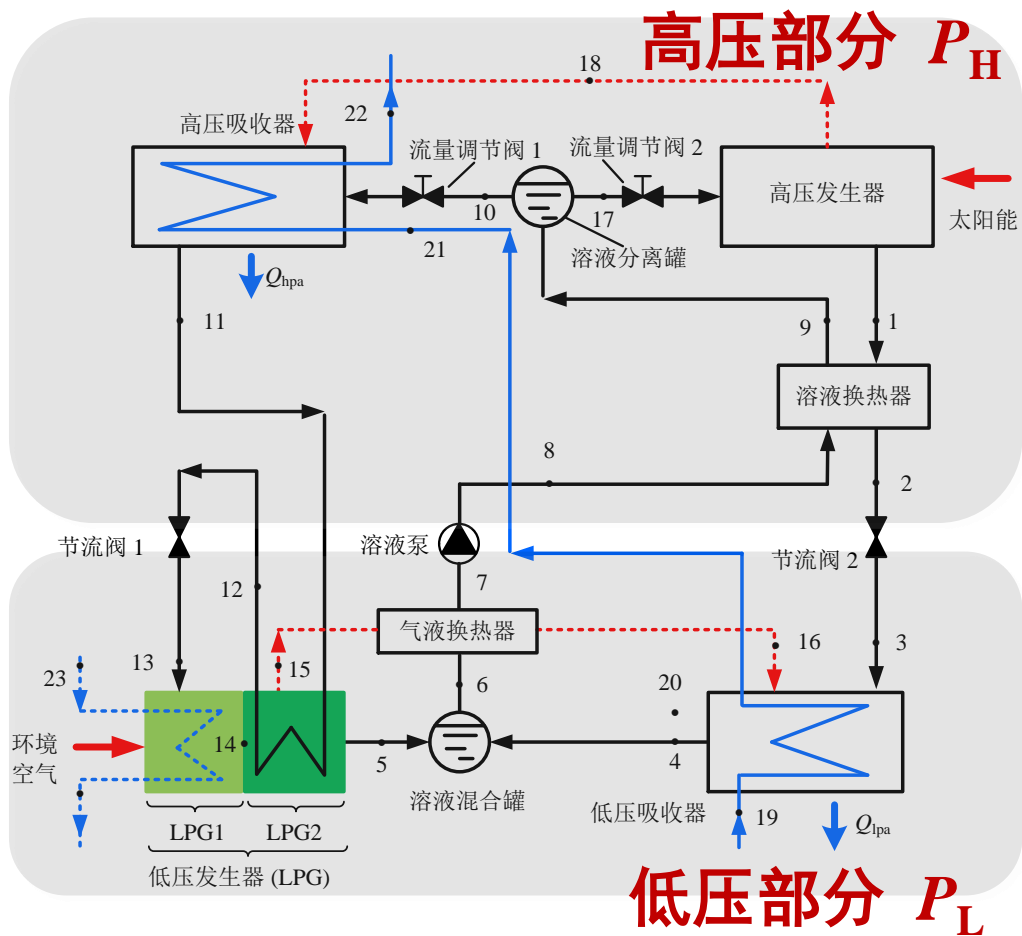 高压部分 P_H
18
22
高压吸收器
流量调节阀 1
流量调节阀 2
高压发生器
太阳能
10
17
21
溶液分离罐
Q_hpa
11
9
1
溶液换热器
8
2
节流阀 1
溶液泵
节流阀 2
12
7
气液换热器
13
15
16
3
23
6
20
环境
空气
14
5
4
溶液混合罐
低压吸收器
19
Q_lpa
LPG1
LPG2
低压发生器 (LPG)
低压部分 P_L